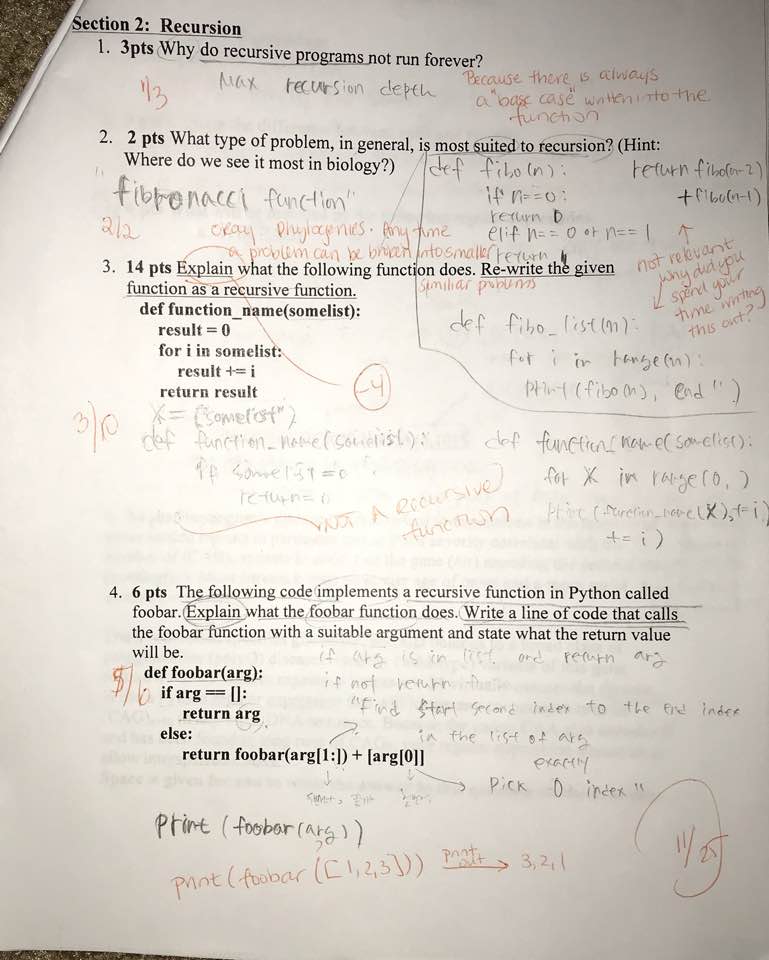 Section 2: Recursion
1. 3pts Why do recursive programs not run forever?
1/3
Max recursion depth
Because there is always
a "base case" written into the
function
2. 2 pts What type of problem, in general, is most suited to recursion? (Hint:
Where do we see it most in biology?)
"fibronacci function"
2/2
okay phylogenies. Any time
a problem can be broken into smaller
similiar problems
def fibo(n):
if n==0:
return 0
elif n==0 or n==1
return 1
return fibo(n-2)
+fibo(n-1)
not relevant
why did you
spend your
time writing
this out?
def fibo_list(n):
for i in range(n):
print(fibo(n), end '')
3. 14 pts Explain what the following function does. Re-write the given
function as a recursive function.
def function_name(somelist):
result = 0
for i in somelist:
result += i
return result
-4
3/10
X = ("somelist")
def function_name(somelist):
if somelist = 0
return = 0
NOT A recursive
function
def function_name(somelist):
for X in range(0, )
print(function_name(X), t=i)
+= i)
4. 6 pts The following code implements a recursive function in Python called
foobar. Explain what the foobar function does. Write a line of code that calls
the foobar function with a suitable argument and state what the return value
will be.
def foobar(arg):
if arg == []:
return arg
else:
return foobar(arg[1:]) + [arg[0]]
/6
if arg is in list and return arg
if not return
"find start second index to the end index
in the list of arg
exactly
?
pick 0 index"
print(foobar(arg))
print(foobar([1,2,3])) print out 3,2,1
11/25